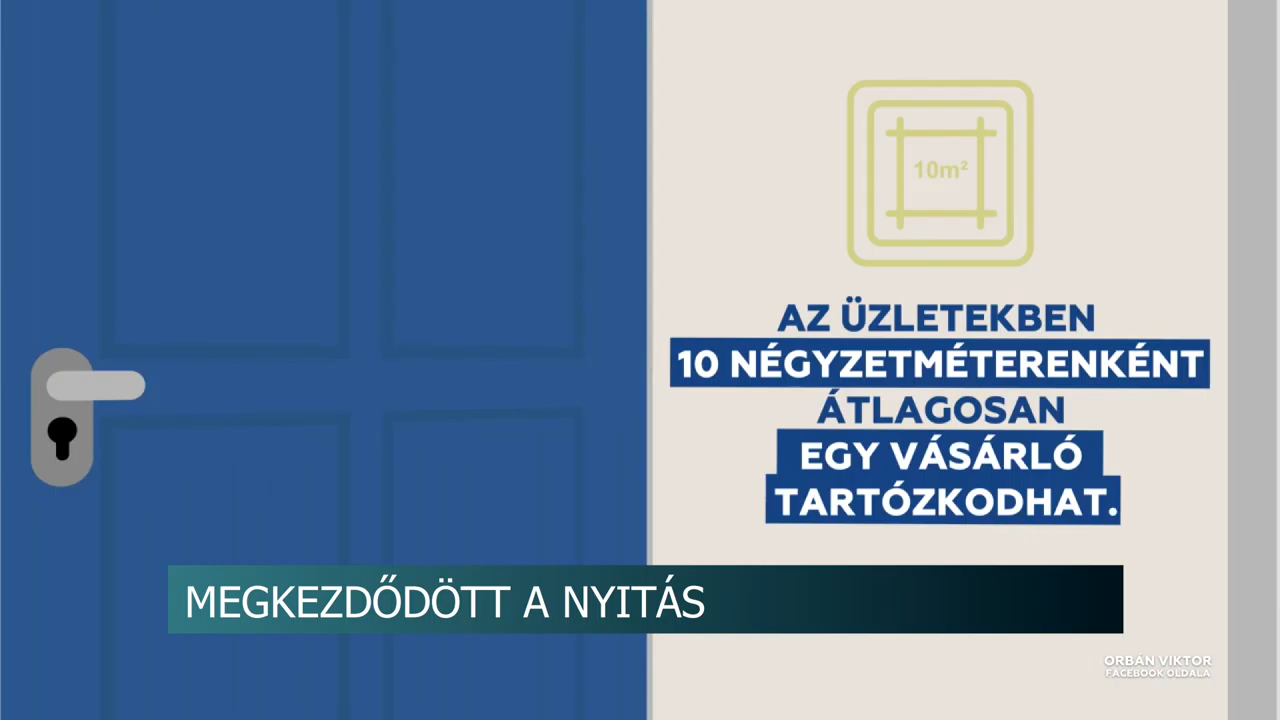 10m²
AZ ÜZLETEKBEN
10 NÉGYZETMÉTERENKÉNT
ÁTLAGOSAN
EGY VÁSÁRLÓ
TARTÓZKODHAT.
MEGKEZDŐDÖTT A NYITÁS
ORBÁN VIKTOR
FACEBOOK OLDALA